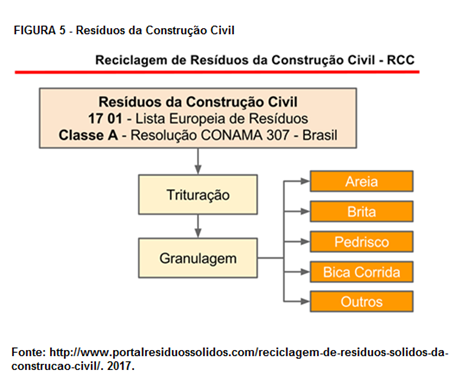 FIGURA 5 - Resíduos da Construção Civil
Reciclagem de Resíduos da Construção Civil - RCC
Resíduos da Construção Civil
17 01 - Lista Europeia de Resíduos
Classe A - Resolução CONAMA 307 - Brasil
Trituração
Granulagem
Areia
Brita
Pedrisco
Bica Corrida
Outros
Fonte: http://www.portalresiduossolidos.com/reciclagem-de-residuos-solidos-da-
construcao-civil/. 2017.